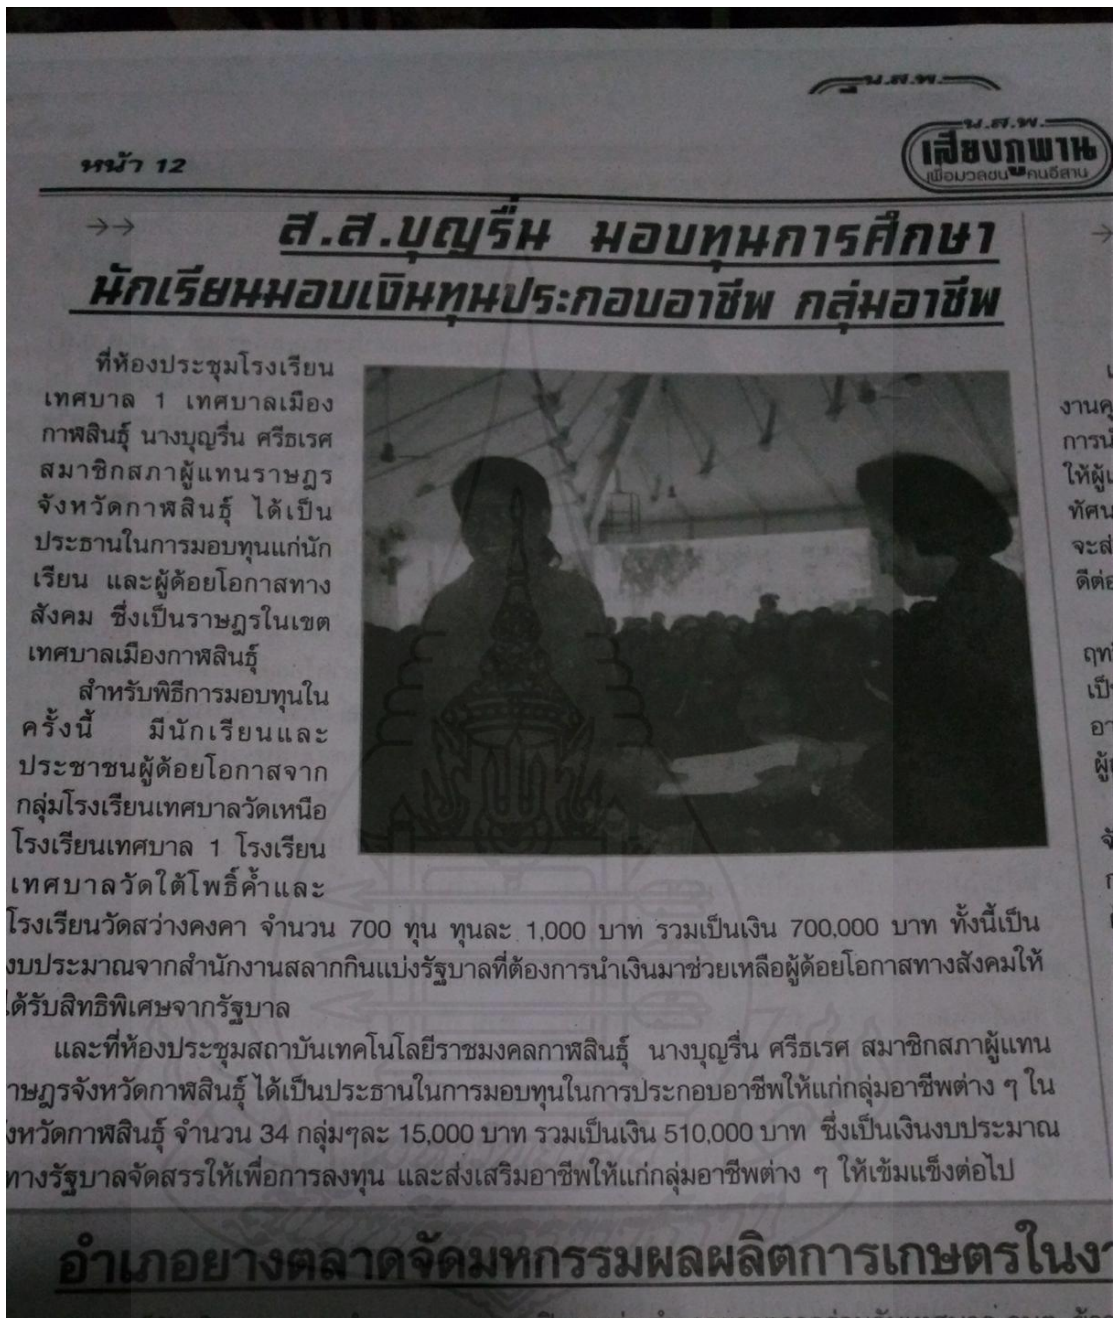 น.ส.พ.
น.ส.พ.
เสียงภูพาน
เพื่อมวลชน คนอีสาน
หน้า 12
→→ ส.ส.บุญรื่น มอบทุนการศึกษา
นักเรียนมอบเงินทุนประกอบอาชีพ กลุ่มอาชีพ
ที่ห้องประชุมโรงเรียน
เทศบาล 1 เทศบาลเมือง
กาฬสินธุ์ นางบุญรื่น ศรีธเรศ
สมาชิกสภาผู้แทนราษฎร
จังหวัดกาฬสินธุ์ ได้เป็น
ประธานในการมอบทุนแก่นัก
เรียน และผู้ด้อยโอกาสทาง
สังคม ซึ่งเป็นราษฎรในเขต
เทศบาลเมืองกาฬสินธุ์
สำหรับพิธีการมอบทุนใน
ครั้งนี้ มีนักเรียนและ
ประชาชนผู้ด้อยโอกาสจาก
กลุ่มโรงเรียนเทศบาลวัดเหนือ
โรงเรียนเทศบาล 1 โรงเรียน
เทศบาลวัดใต้โพธิ์ค้ำและ
โรงเรียนวัดสว่างคงคา จำนวน 700 ทุน ทุนละ 1,000 บาท รวมเป็นเงิน 700,000 บาท ทั้งนี้เป็น
งบประมาณจากสำนักงานสลากกินแบ่งรัฐบาลที่ต้องการนำเงินมาช่วยเหลือผู้ด้อยโอกาสทางสังคมให้
ได้รับสิทธิพิเศษจากรัฐบาล
และที่ห้องประชุมสถาบันเทคโนโลยีราชมงคลกาฬสินธุ์ นางบุญรื่น ศรีธเรศ สมาชิกสภาผู้แทน
าษฎรจังหวัดกาฬสินธุ์ ได้เป็นประธานในการมอบทุนในการประกอบอาชีพให้แก่กลุ่มอาชีพต่าง ๆ ใน
ังหวัดกาฬสินธุ์ จำนวน 34 กลุ่มๆละ 15,000 บาท รวมเป็นเงิน 510,000 บาท ซึ่งเป็นเงินงบประมาณ
ทางรัฐบาลจัดสรรให้เพื่อการลงทุน และส่งเสริมอาชีพให้แก่กลุ่มอาชีพต่าง ๆ ให้เข้มแข็งต่อไป
งานคุ
การน
ให้ผู้เ
ทัศน
จะส่
ดีต่อ
ฤท
เป็
อา
ผู้
อำเภอยางตลาดจัดมหกรรมผลผลิตการเกษตรในง